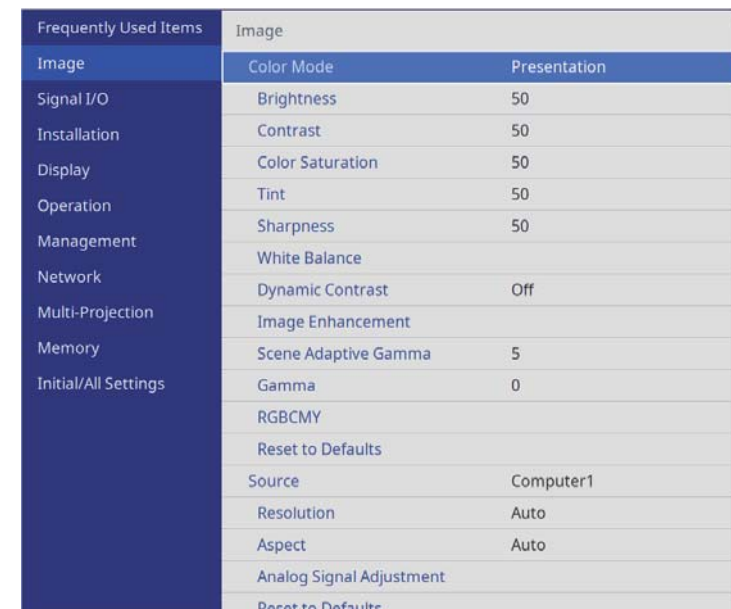 Frequently Used Items
Image
Signal I/O
Installation
Display
Operation
Management
Network
Multi-Projection
Memory
Initial/All Settings
Image
Color Mode Presentation
Brightness 50
Contrast 50
Color Saturation 50
Tint 50
Sharpness 50
White Balance
Dynamic Contrast Off
Image Enhancement
Scene Adaptive Gamma 5
Gamma 0
RGBCMY
Reset to Defaults
Source Computer1
Resolution Auto
Aspect Auto
Analog Signal Adjustment
Reset to Defaults